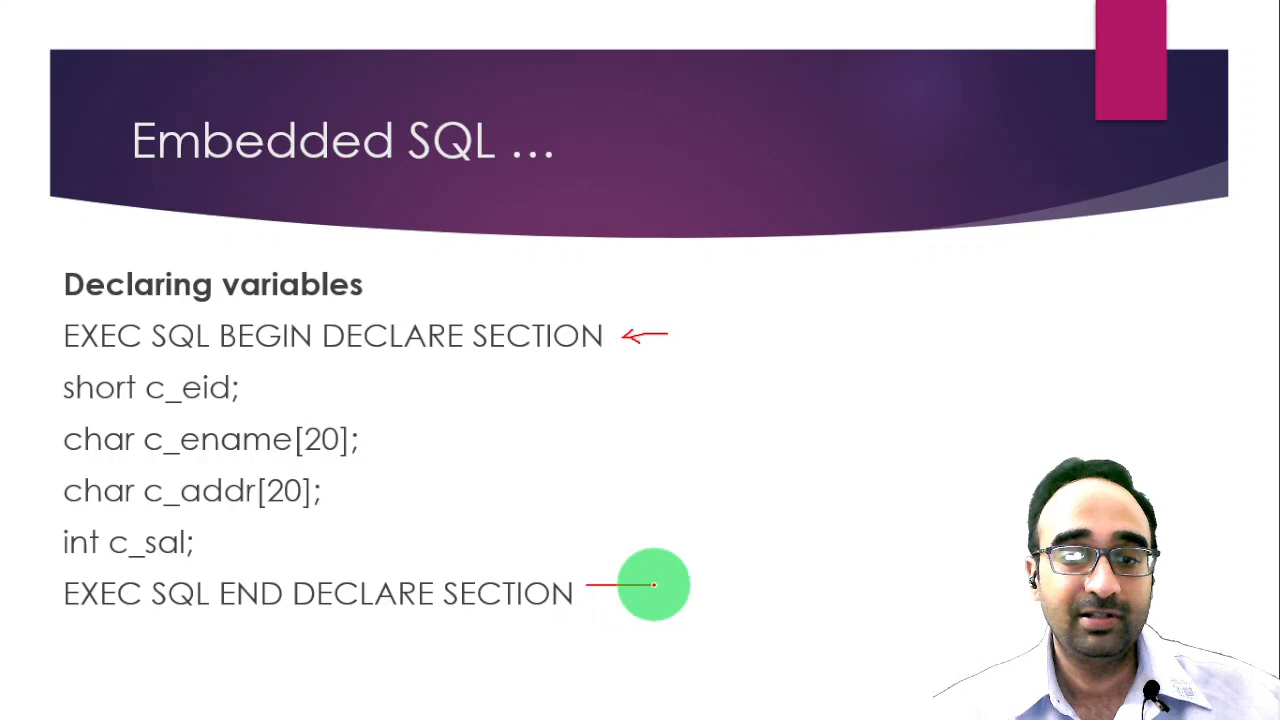 Embedded SQL ...
Declaring variables
EXEC SQL BEGIN DECLARE SECTION
short c_eid;
char c_ename[20];
char c_addr[20];
int c_sal;
EXEC SQL END DECLARE SECTION